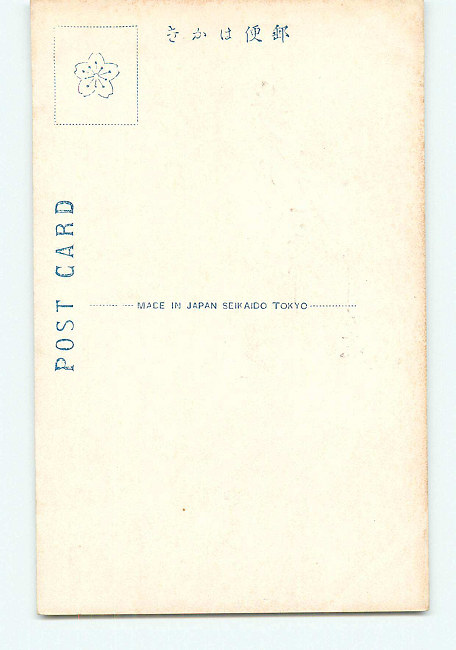 きかは便郵
POST CARD
MADE IN JAPAN SEIKAIDO TOKYO